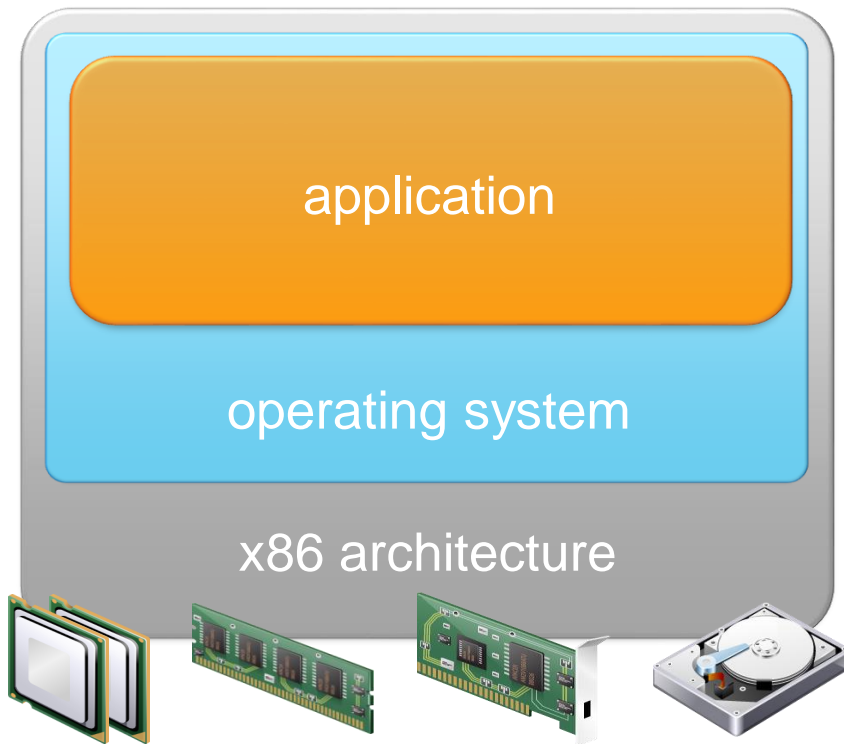 application
operating system
x86 architecture